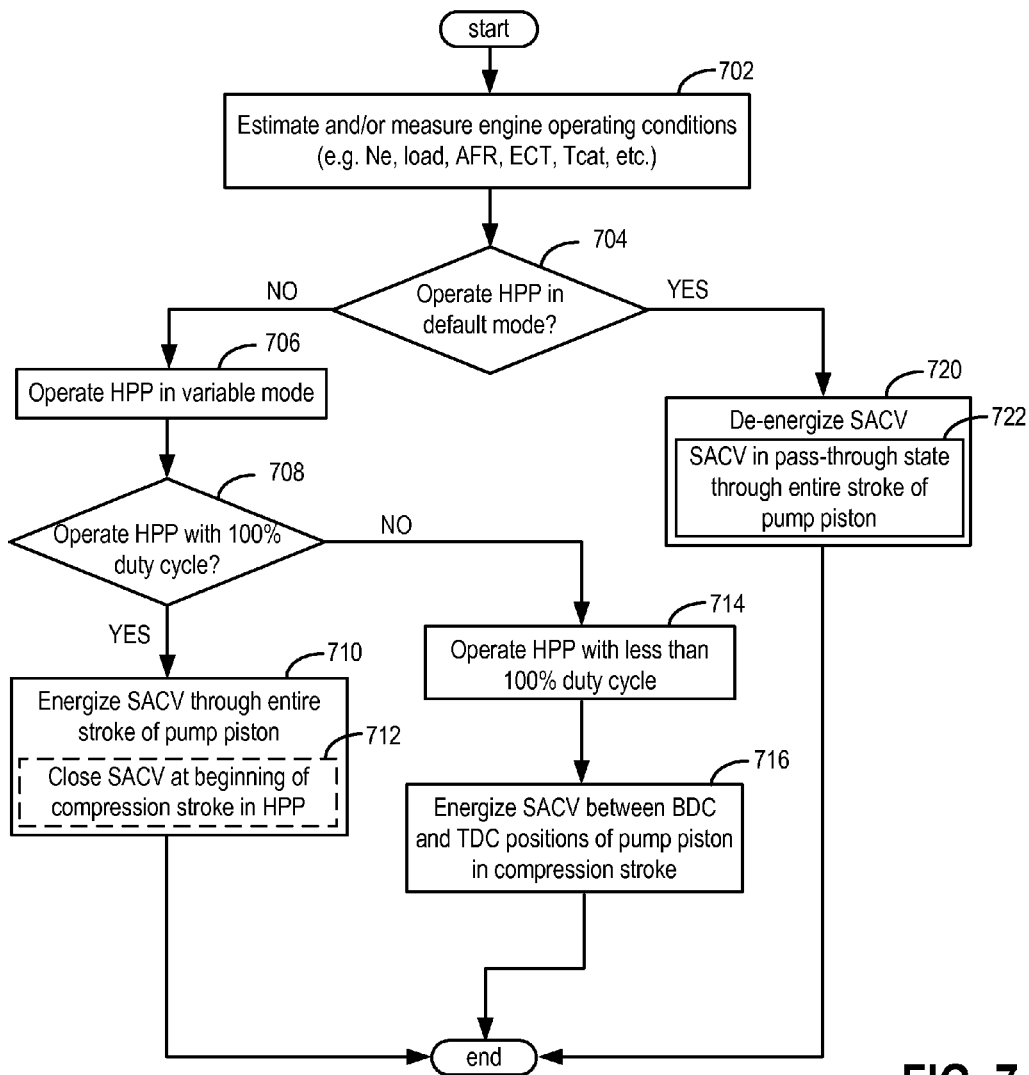 start
702
Estimate and/or measure engine operating conditions
(e.g. Ne, load, AFR, ECT, Tcat, etc.)
704
NO
Operate HPP in
default mode?
YES
706
Operate HPP in variable mode
720
De-energize SACV
722
SACV in pass-through state
through entire stroke of
pump piston
708
Operate HPP with 100%
duty cycle?
NO
YES
714
Operate HPP with less than
100% duty cycle
710
Energize SACV through entire
stroke of pump piston
712
Close SACV at beginning of
compression stroke in HPP
716
Energize SACV between BDC
and TDC positions of pump piston
in compression stroke
end
FIG. 7